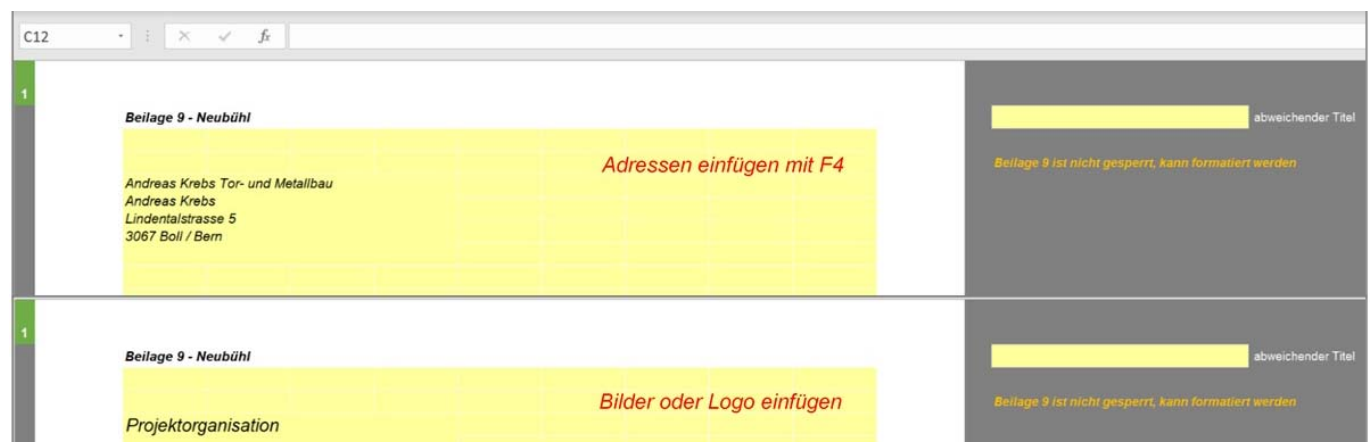 C12 fx
1
Beilage 9 - Neubühl
abweichender Titel
Adressen einfügen mit F4
Beilage 9 ist nicht gesperrt, kann formatiert werden
Andreas Krebs Tor- und Metallbau
Andreas Krebs
Lindentalstrasse 5
3067 Boll / Bern
1
Beilage 9 - Neubühl
abweichender Titel
Bilder oder Logo einfügen
Beilage 9 ist nicht gesperrt, kann formatiert werden
Projektorganisation